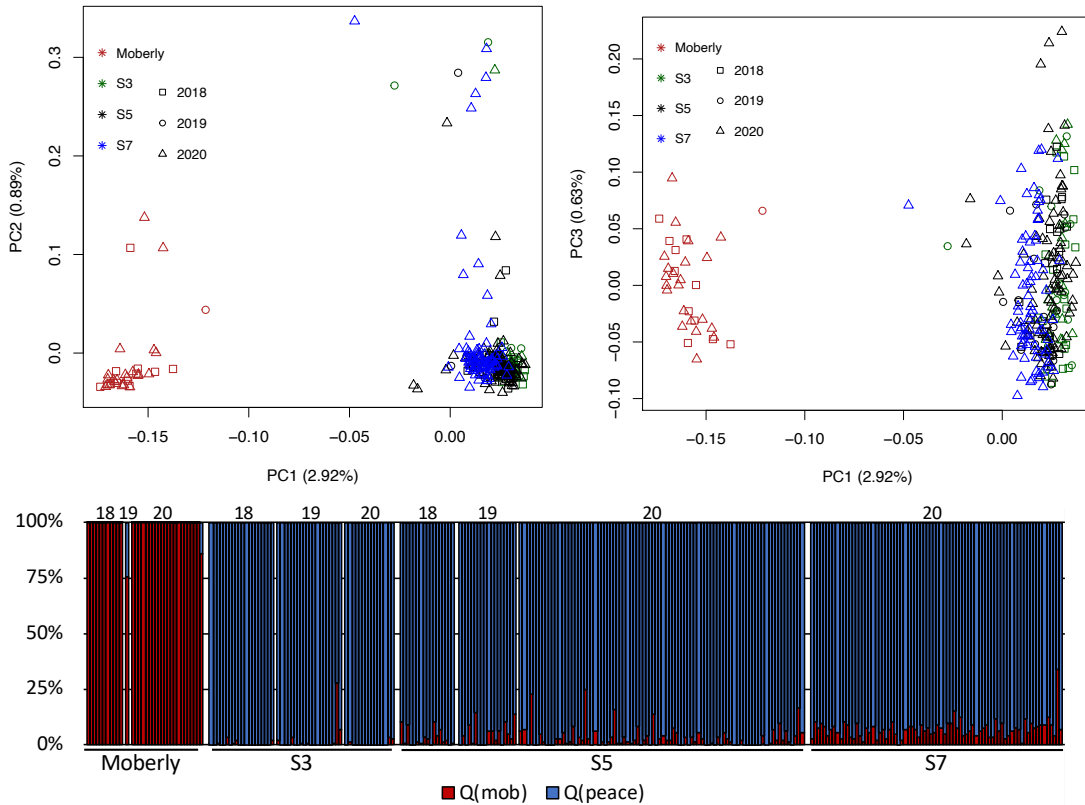 Moberly
S3
S5
S7
2018
2019
2020
PC2 (0.89%)
0.3
0.2
0.1
0.0
−0.15
−0.10
−0.05
0.00
PC1 (2.92%)
Moberly
S3
S5
S7
2018
2019
2020
PC3 (0.63%)
0.20
0.15
0.10
0.05
0.00
−0.05
−0.10
−0.15
−0.10
−0.05
0.00
PC1 (2.92%)
18 19 20 18 19 20 18 19 20 20
100%
75%
50%
25%
0%
Moberly S3 S5 S7
Q(mob) Q(peace)